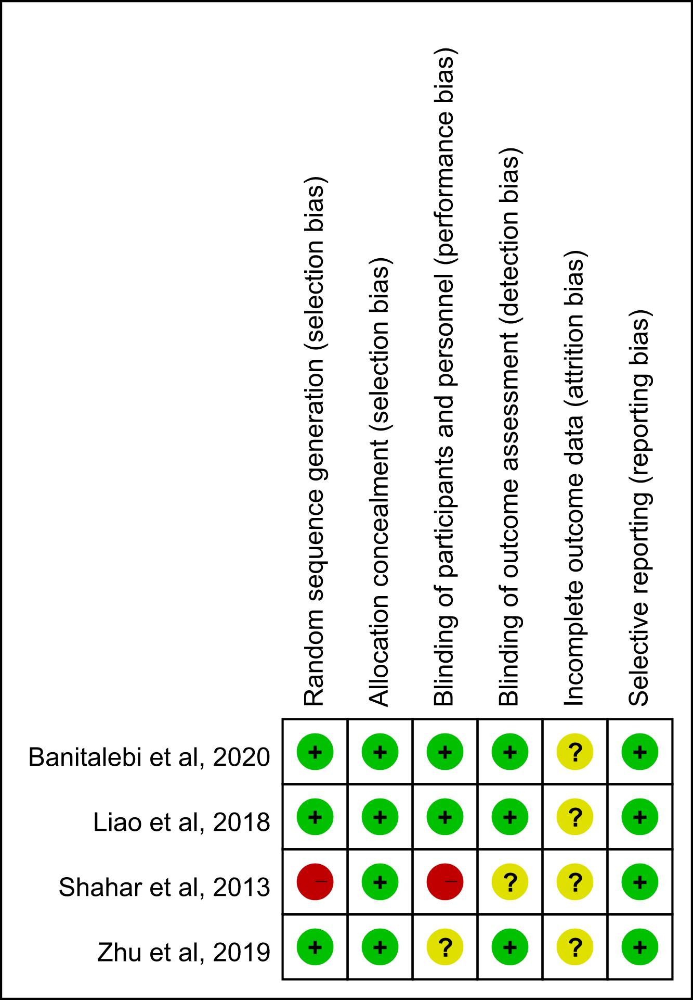 Random sequence generation (selection bias)
Allocation concealment (selection bias)
Blinding of participants and personnel (performance bias)
Blinding of outcome assessment (detection bias)
Incomplete outcome data (attrition bias)
Selective reporting (reporting bias)
Banitalebi et al, 2020 + + + + ? +
Liao et al, 2018 + + + + ? +
Shahar et al, 2013 – + – ? ? +
Zhu et al, 2019 + + ? + ? +